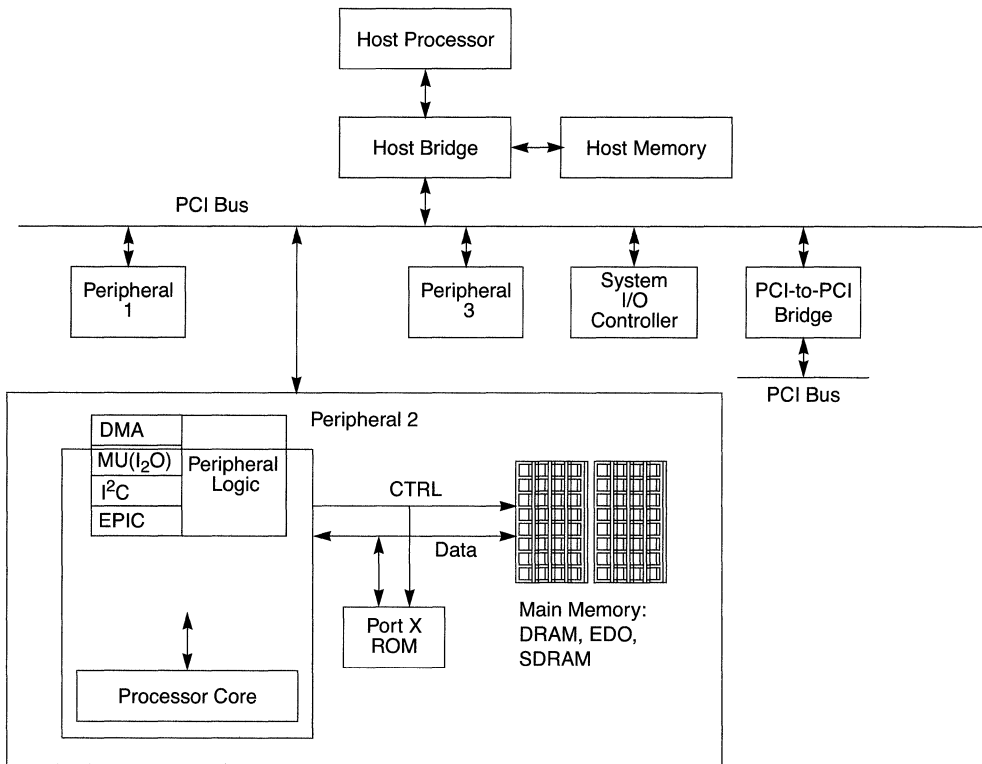 Host Processor
Host Bridge
Host Memory
PCI Bus
Peripheral
1
Peripheral
3
System
I/O
Controller
PCI-to-PCI
Bridge
PCI Bus
Peripheral 2
DMA
MU(I₂O)
I²C
EPIC
Peripheral
Logic
CTRL
Data
Port X
ROM
Main Memory:
DRAM, EDO,
SDRAM
Processor Core